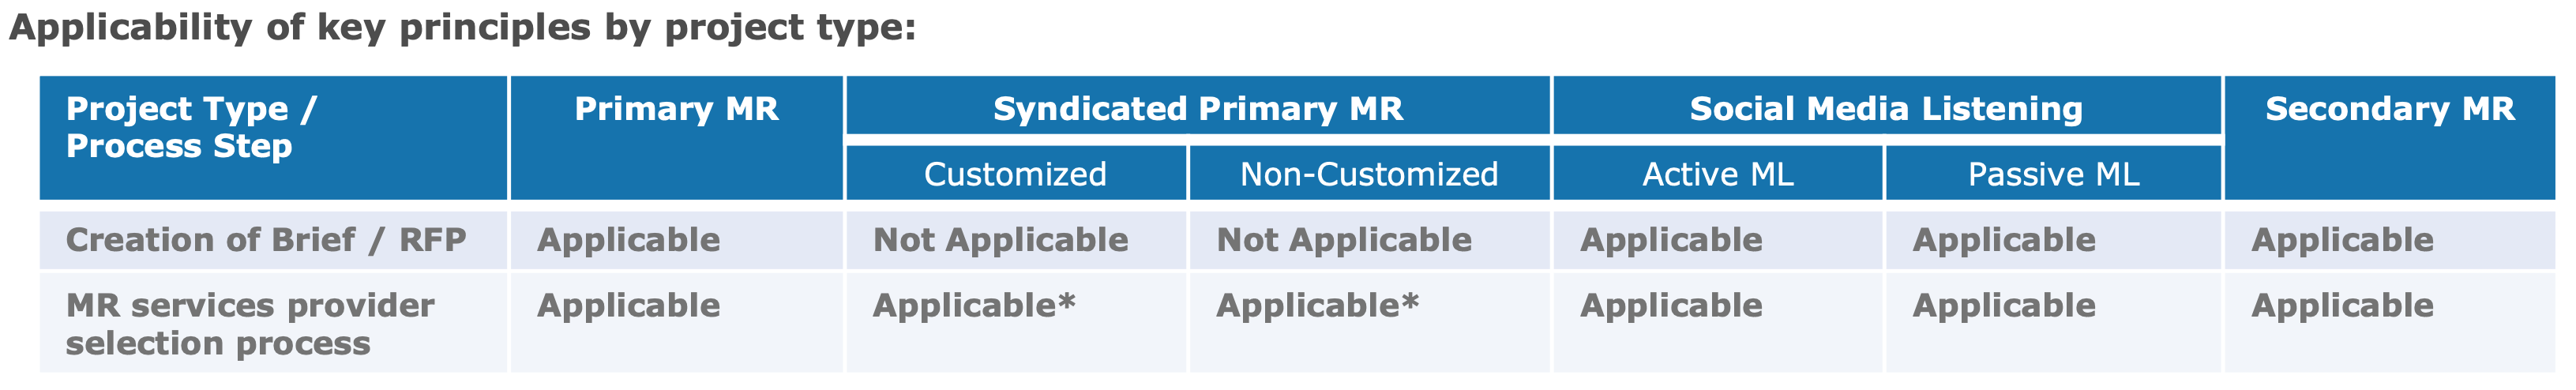 Applicability of key principles by project type:
Project Type / Primary MR Syndicated Primary MR Social Media Listening Secondary MR
Process Step
Customized Non-Customized Active ML Passive ML
Creation of Brief / RFP Applicable Not Applicable Not Applicable Applicable Applicable Applicable
MR services provider Applicable Applicable* Applicable* Applicable Applicable Applicable
selection process